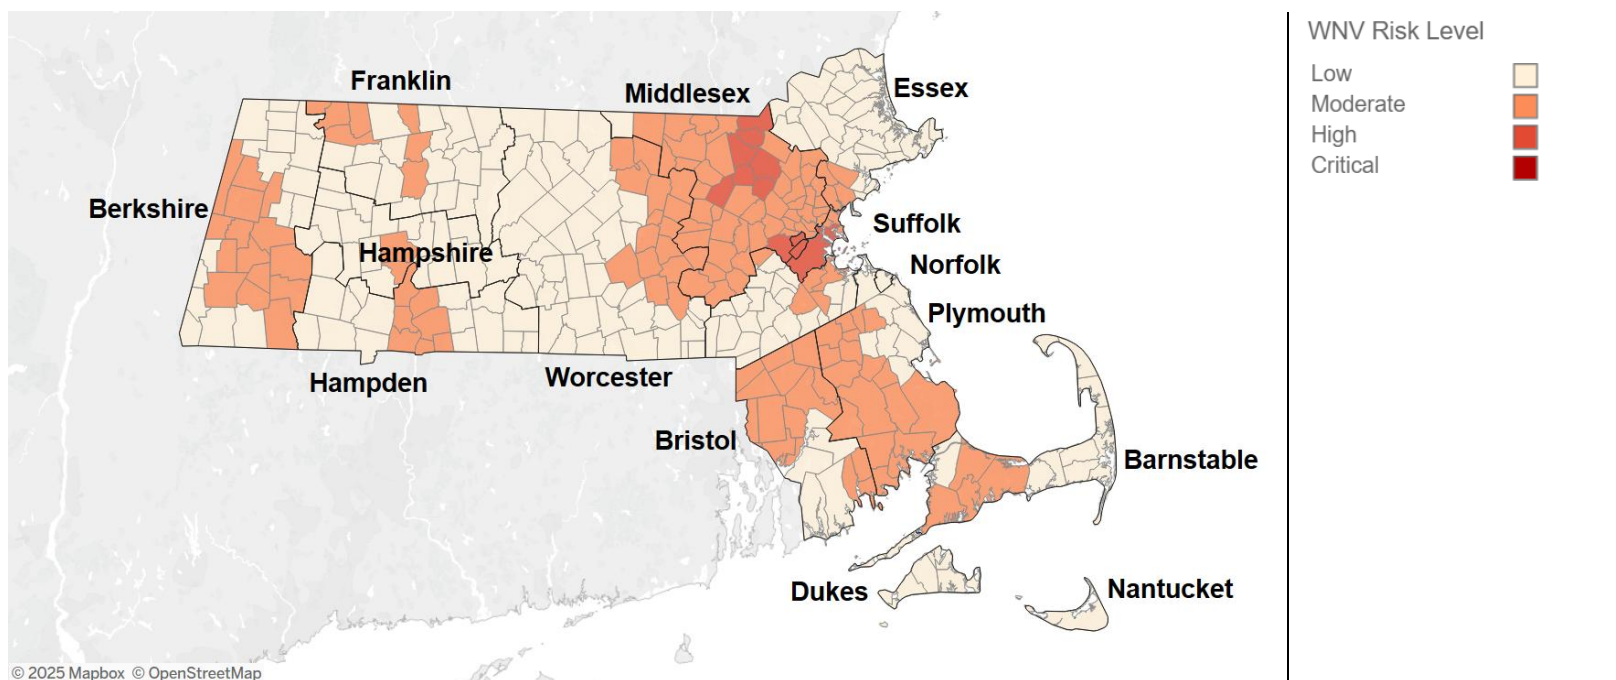 WNV Risk Level
Low
Moderate
High
Critical
Franklin
Middlesex
Essex
Berkshire
Suffolk
Hampshire
Norfolk
Plymouth
Hampden
Worcester
Bristol
Barnstable
Dukes
Nantucket
© 2025 Mapbox © OpenStreetMap